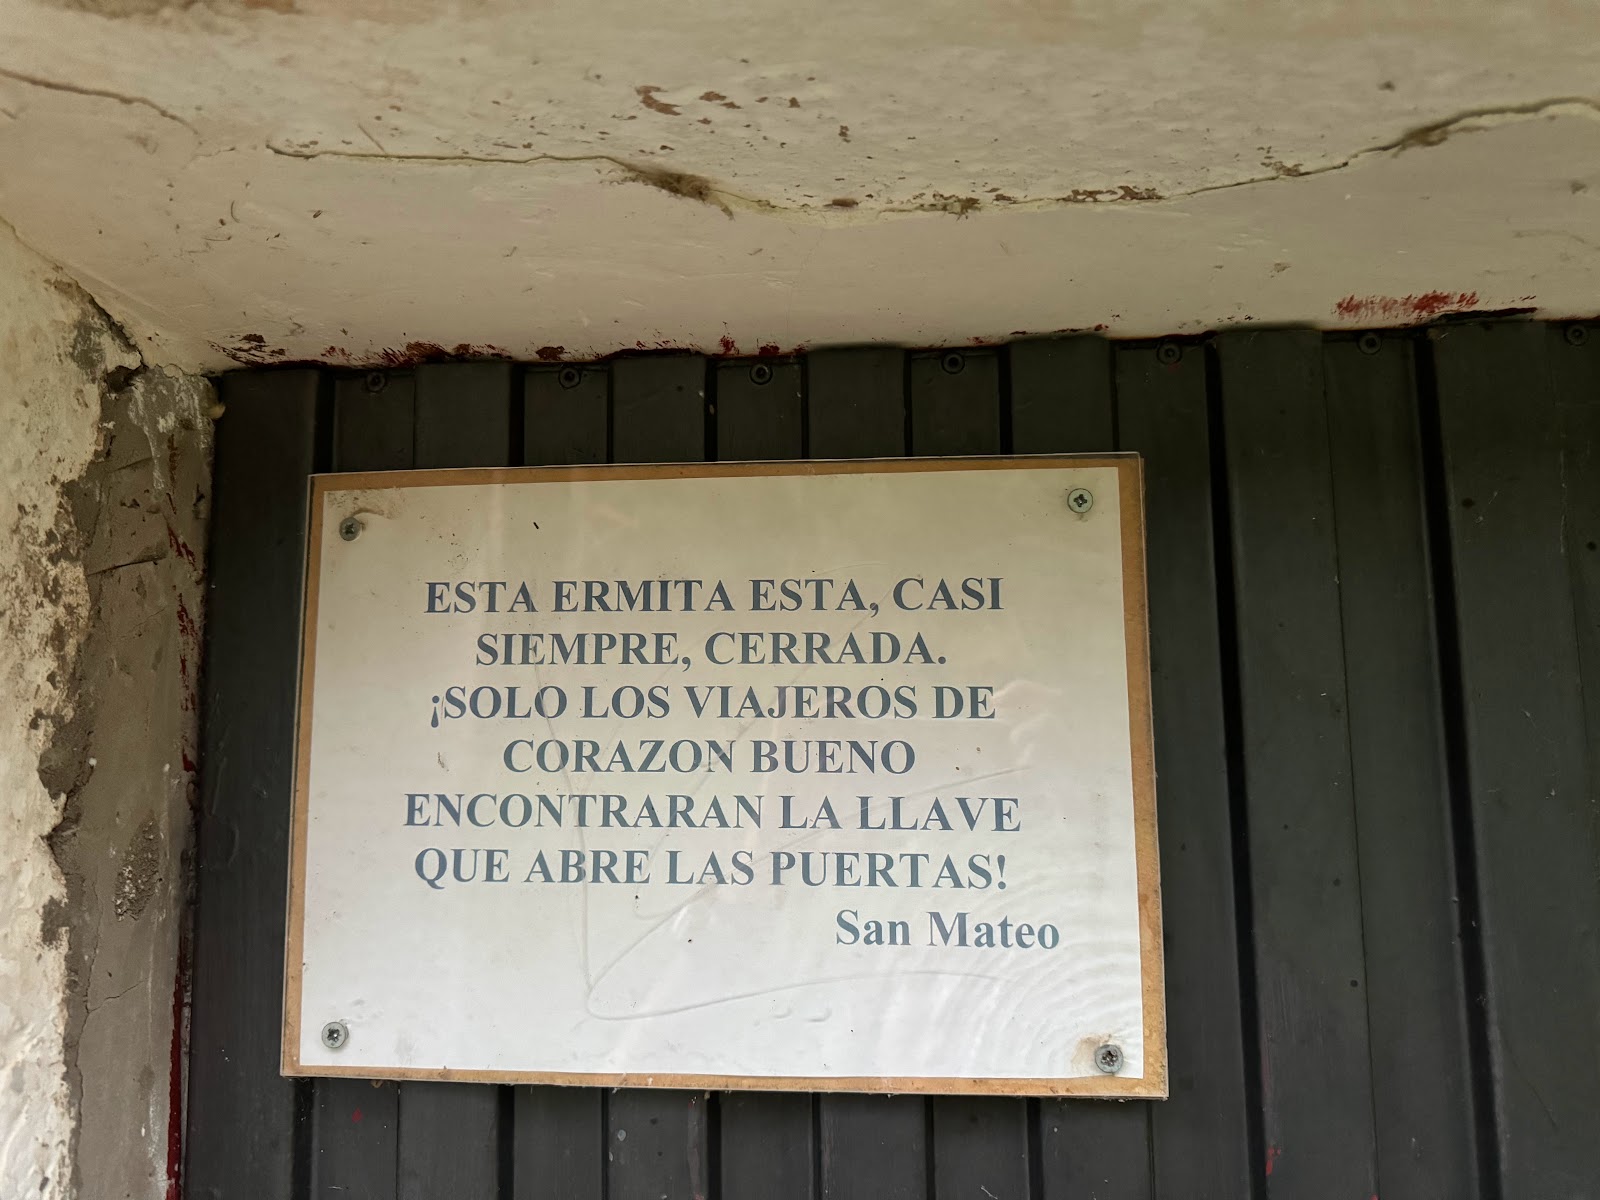 ESTA ERMITA ESTA, CASI
SIEMPRE, CERRADA.
¡SOLO LOS VIAJEROS DE
CORAZON BUENO
ENCONTRARAN LA LLAVE
QUE ABRE LAS PUERTAS!
San Mateo